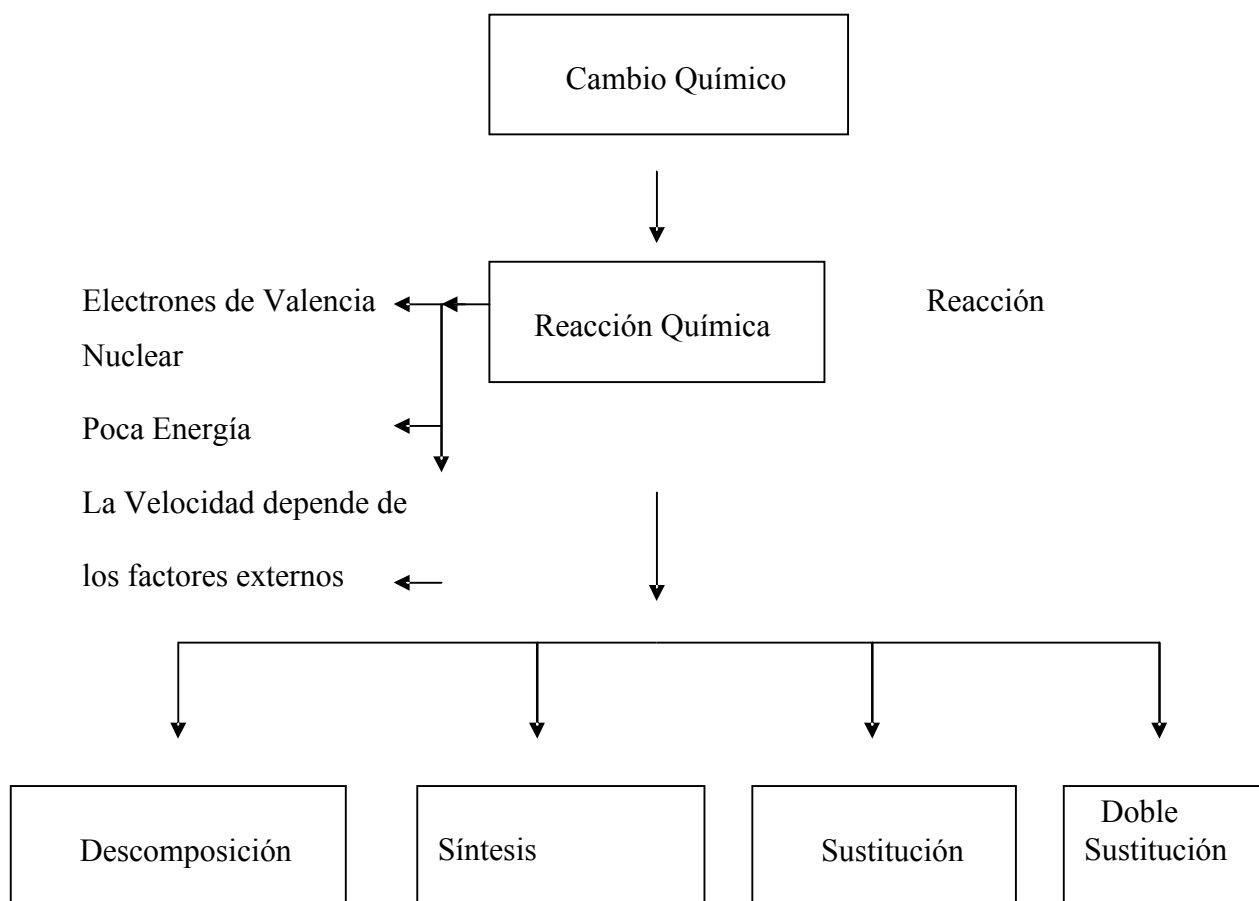 Cambio Químico
Electrones de Valencia
Reacción
Reacción Química
Nuclear
Poca Energía
La Velocidad depende de
los factores externos
Descomposición
Síntesis
Sustitución
Doble
Sustitución